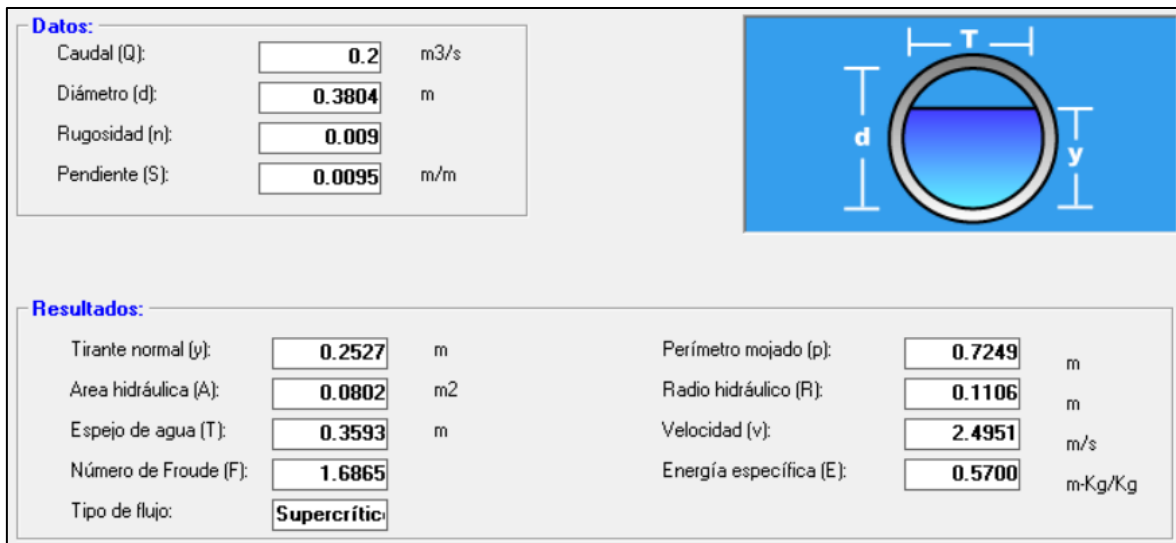 Datos:
Caudal (Q): 0.2 m3/s
Diámetro (d): 0.3804 m
Rugosidad (n): 0.009
Pendiente (S): 0.0095 m/m
T
d
y
Resultados:
Tirante normal (y): 0.2527 m Perímetro mojado (p): 0.7249 m
Area hidráulica (A): 0.0802 m2 Radio hidráulico (R): 0.1106 m
Espejo de agua (T): 0.3593 m Velocidad (v): 2.4951 m/s
Número de Froude (F): 1.6865 Energía específica (E): 0.5700 m-Kg/Kg
Tipo de flujo: Supercrític